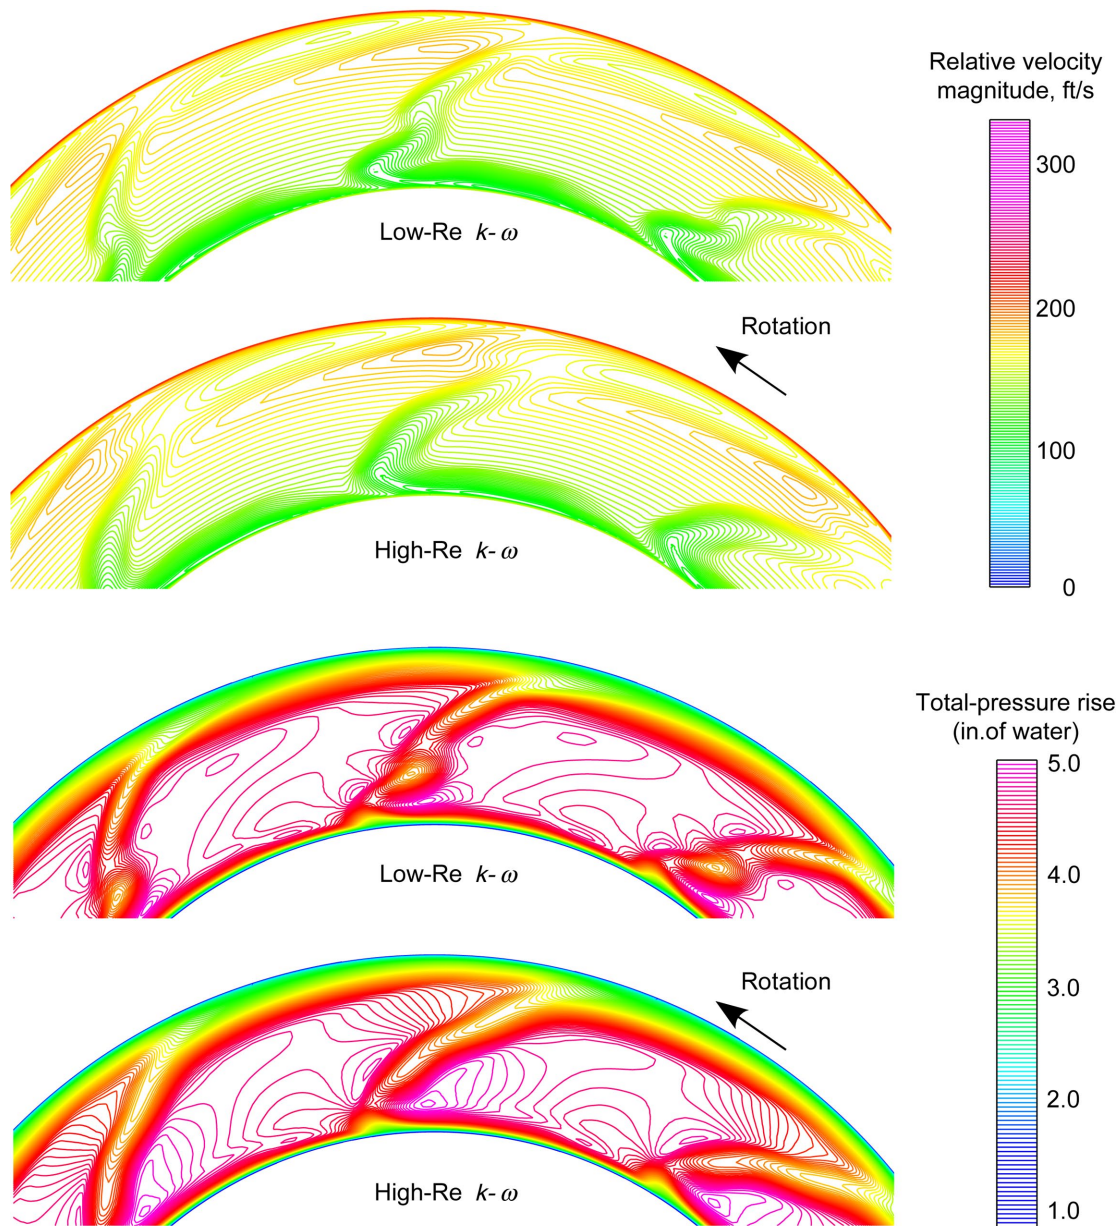 Relative velocity
magnitude, ft/s
300
200
100
0
Low-Re k-ω
Rotation
High-Re k-ω
Total-pressure rise
(in.of water)
5.0
4.0
3.0
2.0
1.0
Low-Re k-ω
Rotation
High-Re k-ω